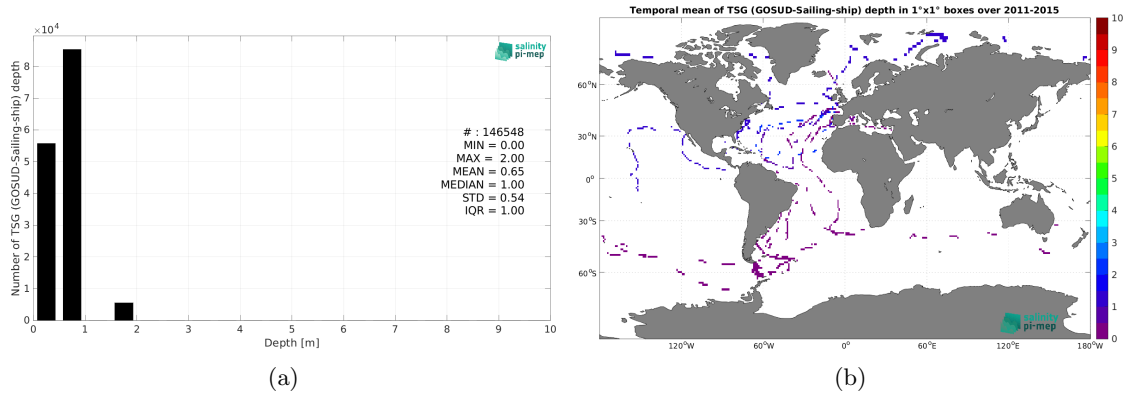 ×10⁴
8
7
6
5
4
3
2
1
0
Number of TSG (GOSUD-Sailing-ship) depth
salinity
pi-mep
# : 146548
MIN = 0.00
MAX = 2.00
MEAN = 0.65
MEDIAN = 1.00
STD = 0.54
IQR = 1.00
0 1 2 3 4 5 6 7 8 9 10
Depth [m]
(a)
Temporal mean of TSG (GOSUD-Sailing-ship) depth in 1°x1° boxes over 2011-2015
60°N
30°N
0°
30°S
60°S
120°W 60°W 0° 60°E 120°E 180°W
salinity
pi-mep
10
9
8
7
6
5
4
3
2
1
0
(b)